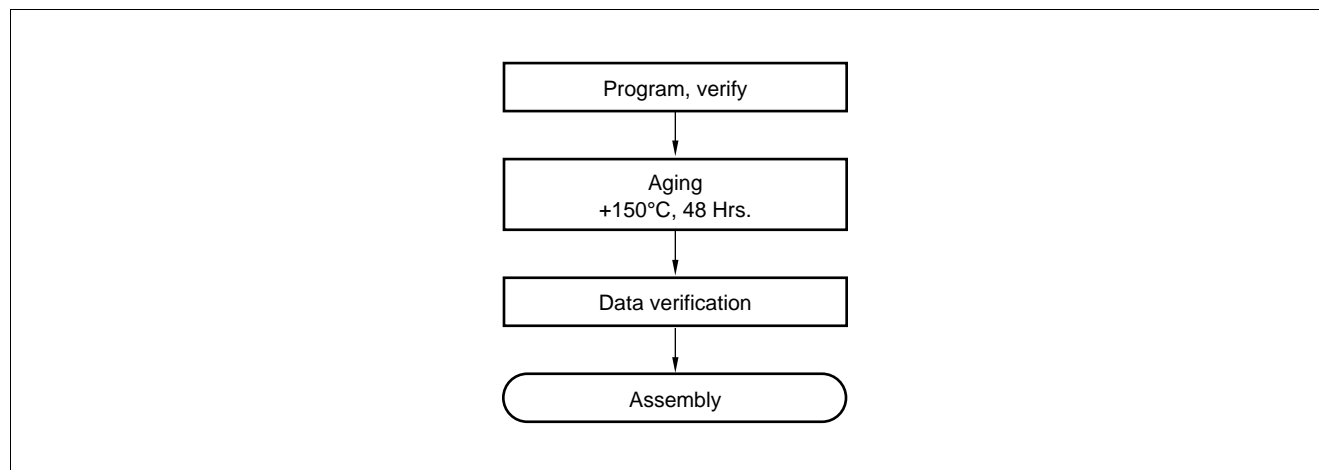 Program, verify
Aging
+150°C, 48 Hrs.
Data verification
Assembly